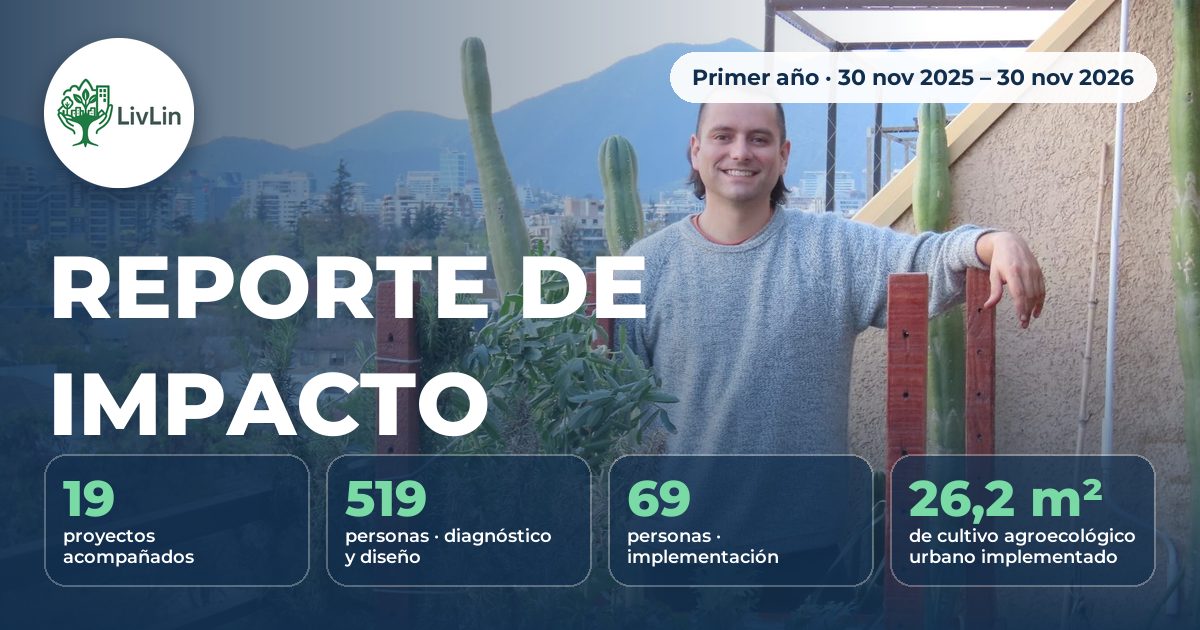 LivLin
Primer año · 30 nov 2025 – 30 nov 2026
REPORTE DE
IMPACTO
19
proyectos
acompañados
519
personas · diagnóstico
y diseño
69
personas ·
implementación
26,2 m²
de cultivo agroecológico
urbano implementado